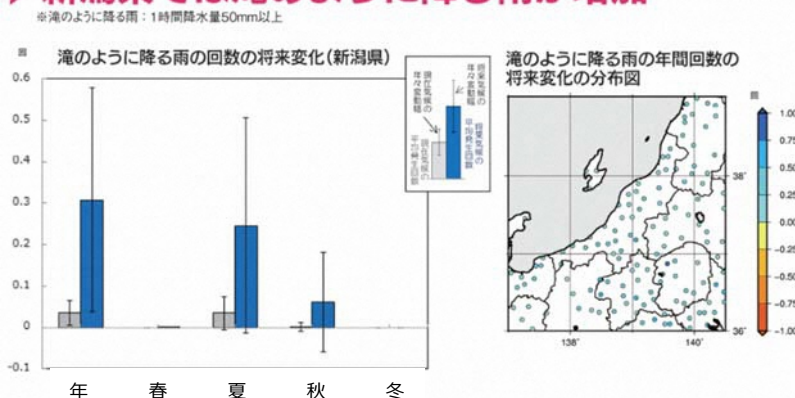 ※滝のように降る雨：1時間降水量50mm以上
回
滝のように降る雨の回数の将来変化（新潟県）
0.6
0.5
0.4
0.3
0.2
0.1
0
-0.1
年
春
夏
秋
冬
現在気候の
年々変動幅
将来気候の
年々変動幅
現在気候の
平均発生回数
将来気候の
平均発生回数
滝のように降る雨の年間回数の
将来変化の分布図
回
1.00
0.75
0.50
0.25
0.00
-0.25
-0.50
-0.75
-1.00
38°
36°
138°
140°